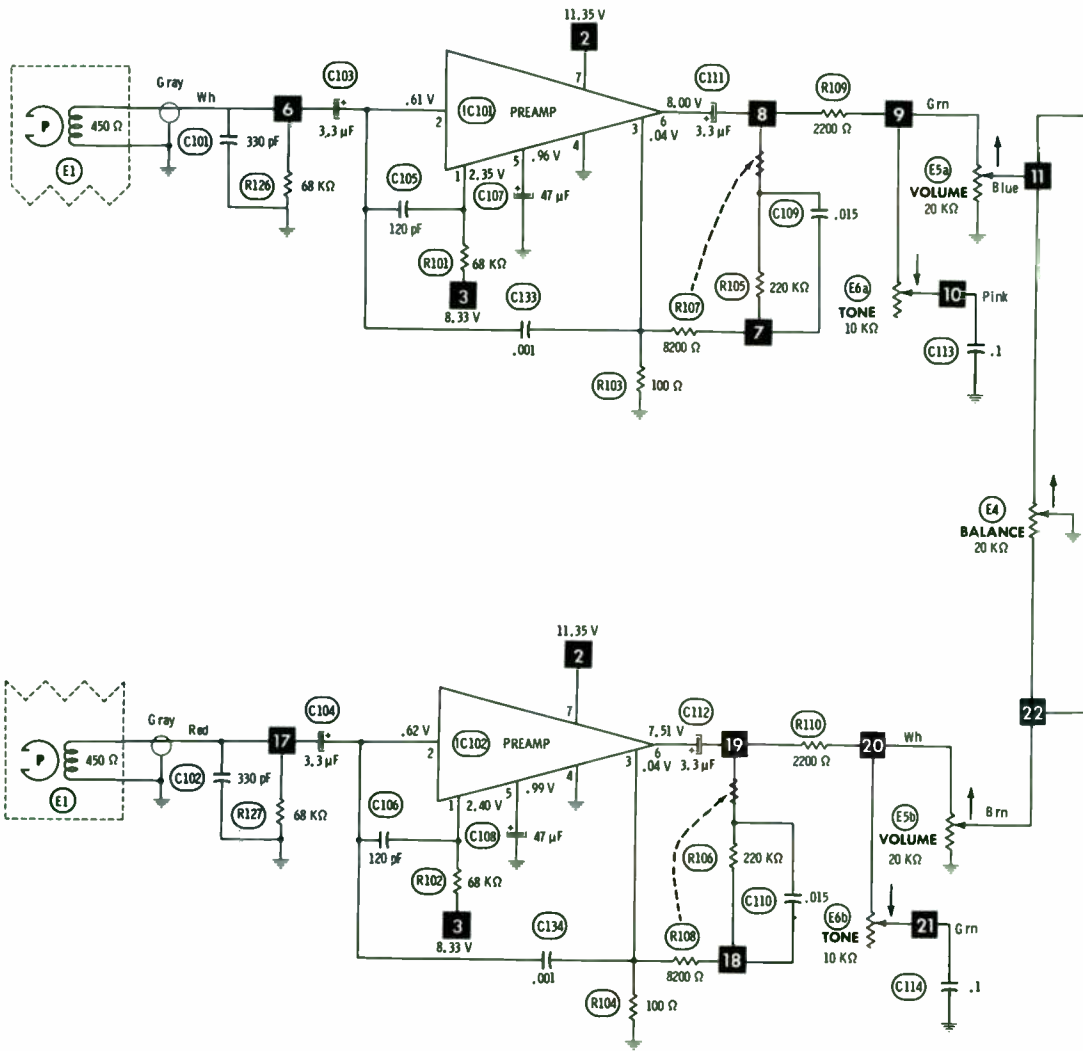 11.35 V
2
Gray
Wh
C103
C111
R109
7
.61 V
IC101
PREAMP
8.00 V
6
8
9
Grn
P
450 Ω
C101
330 pF
3.3 µF
2
6
3.3 µF
2200 Ω
3
.04 V
E1
4
E5a
11
.96 V
5
VOLUME
Blue
R126
68 KΩ
C105
1
2.35 V
C107
47 µF
20 KΩ
C109
.015
120 pF
R101
68 KΩ
3
8.33 V
C133
R107
R105
220 KΩ
E6a
TONE
10 KΩ
10
Pink
7
.001
8200 Ω
C113
.1
R103
100 Ω
E4
BALANCE
20 KΩ
11.35 V
2
Gray
Red
C104
C112
R110
22
7
.62 V
IC102
PREAMP
7.51 V
17
19
20
Wh
P
450 Ω
C102
330 pF
3.3 µF
2
6
3.3 µF
2200 Ω
3
.04 V
E1
4
.99 V
5
E5b
VOLUME
Brn
20 KΩ
R127
68 KΩ
C106
1
2.40 V
C108
47 µF
120 pF
R102
68 KΩ
R106
220 KΩ
C110
.015
3
8.33 V
C134
R108
E6b
TONE
10 KΩ
21
Grn
18
.001
8200 Ω
C114
.1
R104
100 Ω